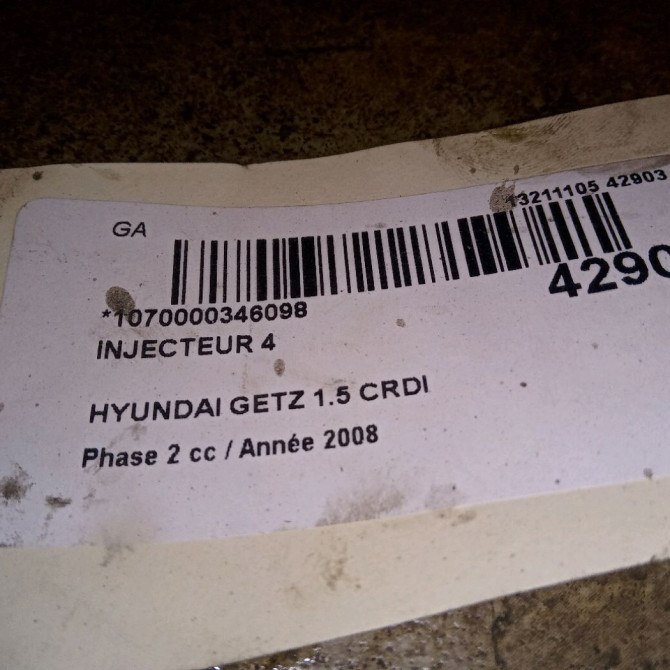 GA
13211105 42903
4290
*1070000346098
INJECTEUR 4
HYUNDAI GETZ 1.5 CRDI
Phase 2 cc / Année 2008